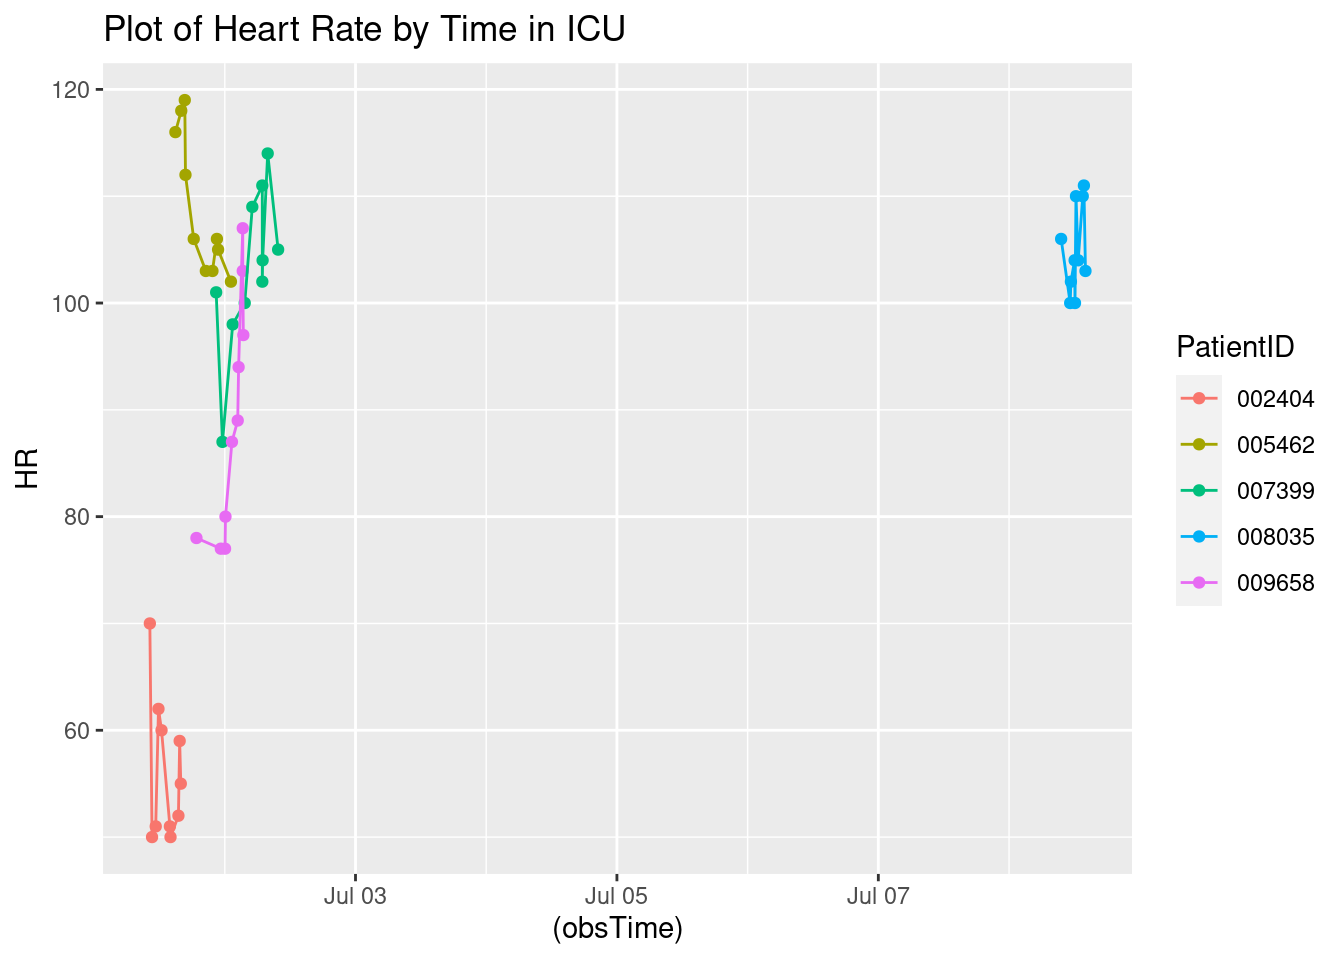 Plot of Heart Rate by Time in ICU
120
100
80
60
HR
Jul 03
Jul 05
Jul 07
(obsTime)
PatientID
002404
005462
007399
008035
009658